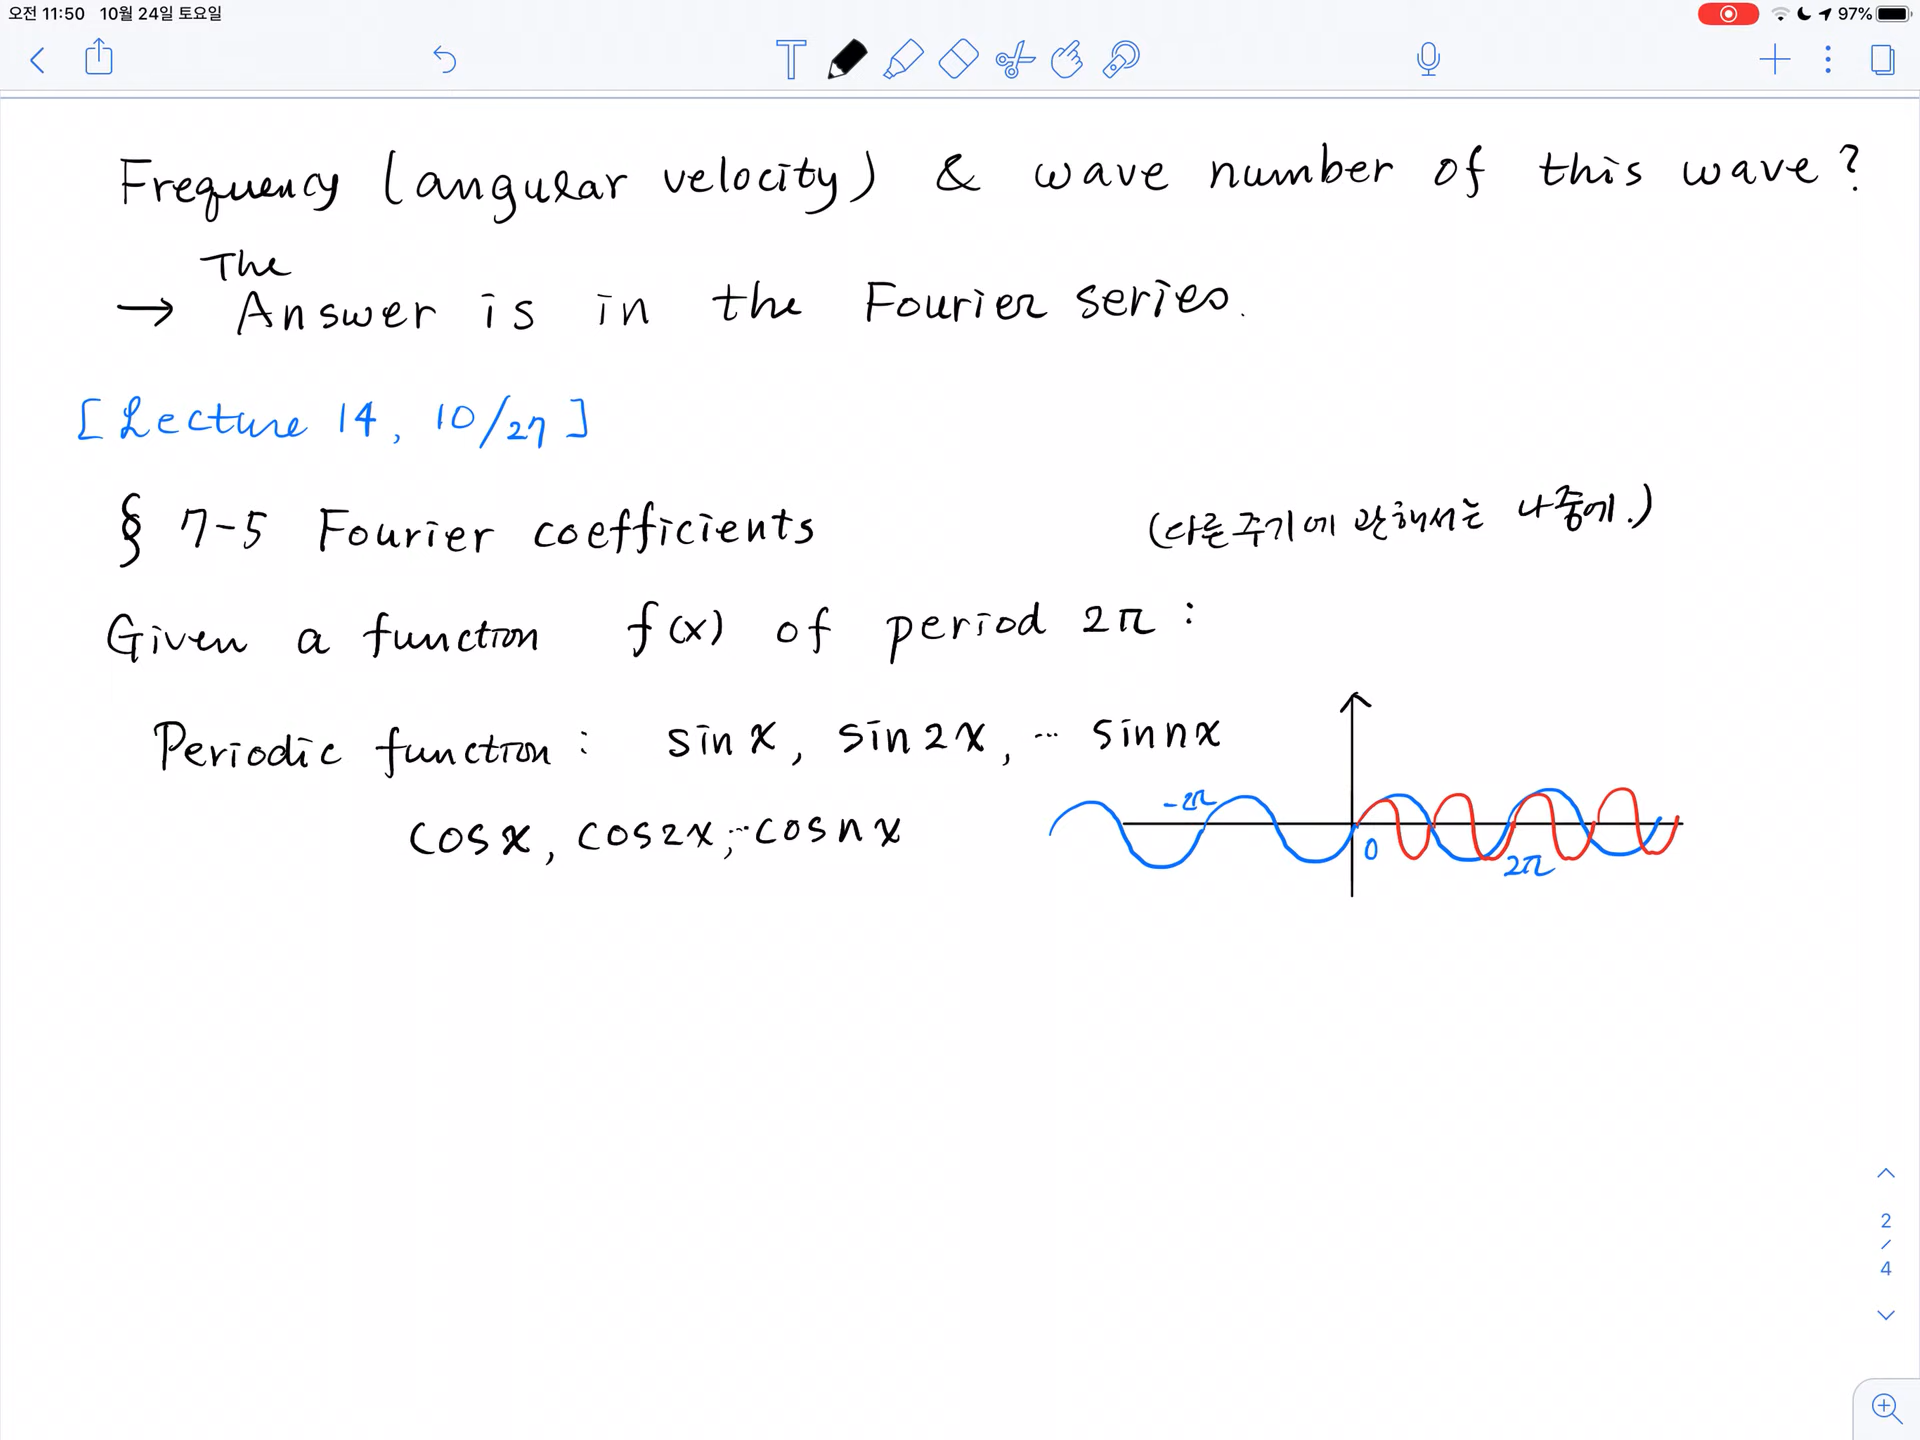 오전 11:50 10월 24일 토요일
97%
Frequency (angular velocity) & wave number of this wave?
The
→ Answer is in the Fourier series.
[Lecture 14, 10/27]
§ 7-5 Fourier coefficients
(다른 주기에 관해서는 나중에.)
Given a function f(x) of period 2π :
Periodic function : sin x, sin 2x, ... sin nx
cos x, cos 2x, ... cos nx
-2π
0
2π
2
/
4